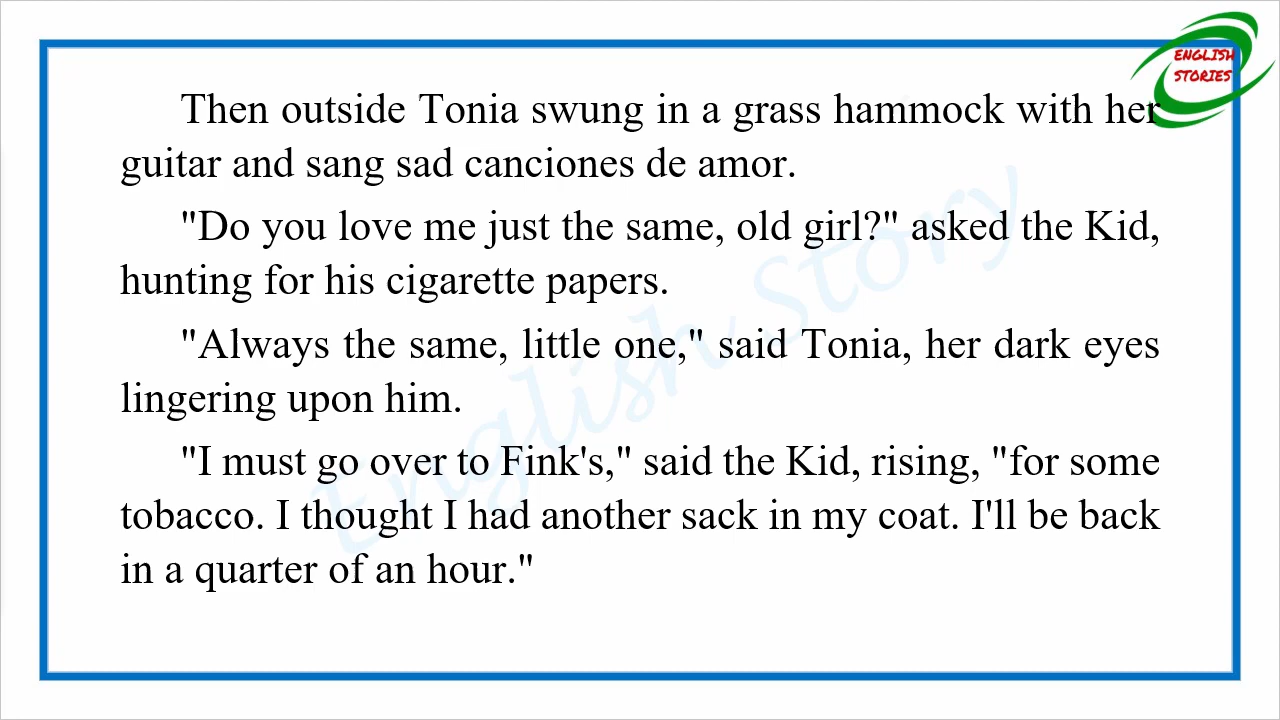 ENGLISH
STORIES
Then outside Tonia swung in a grass hammock with her
guitar and sang sad canciones de amor.
"Do you love me just the same, old girl?" asked the Kid,
hunting for his cigarette papers.
"Always the same, little one," said Tonia, her dark eyes
lingering upon him.
"I must go over to Fink's," said the Kid, rising, "for some
tobacco. I thought I had another sack in my coat. I'll be back
in a quarter of an hour."
English Story